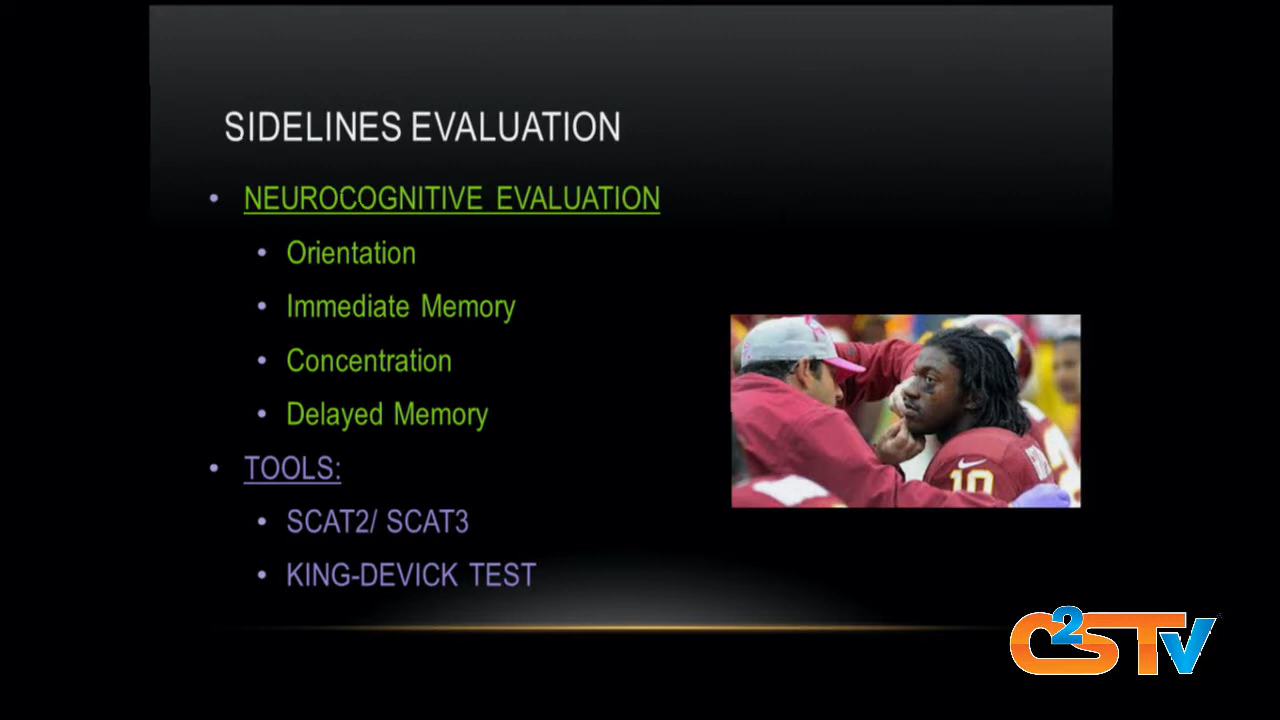 SIDELINES EVALUATION
NEUROCOGNITIVE EVALUATION
Orientation
Immediate Memory
Concentration
Delayed Memory
TOOLS:
SCAT2/ SCAT3
KING-DEVICK TEST
10
C2STV